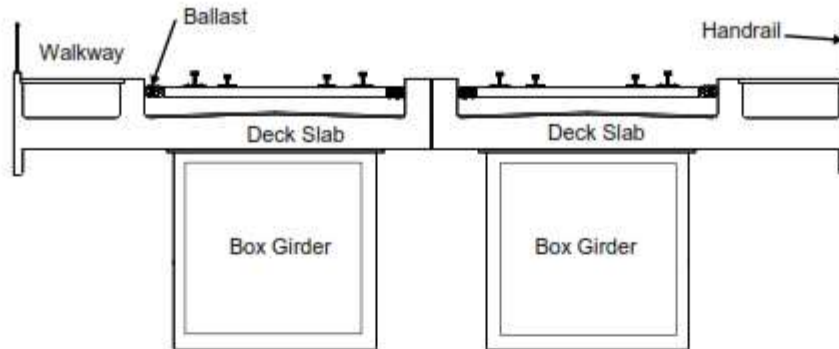 Ballast
Handrail
Walkway
Deck Slab
Deck Slab
Box Girder
Box Girder